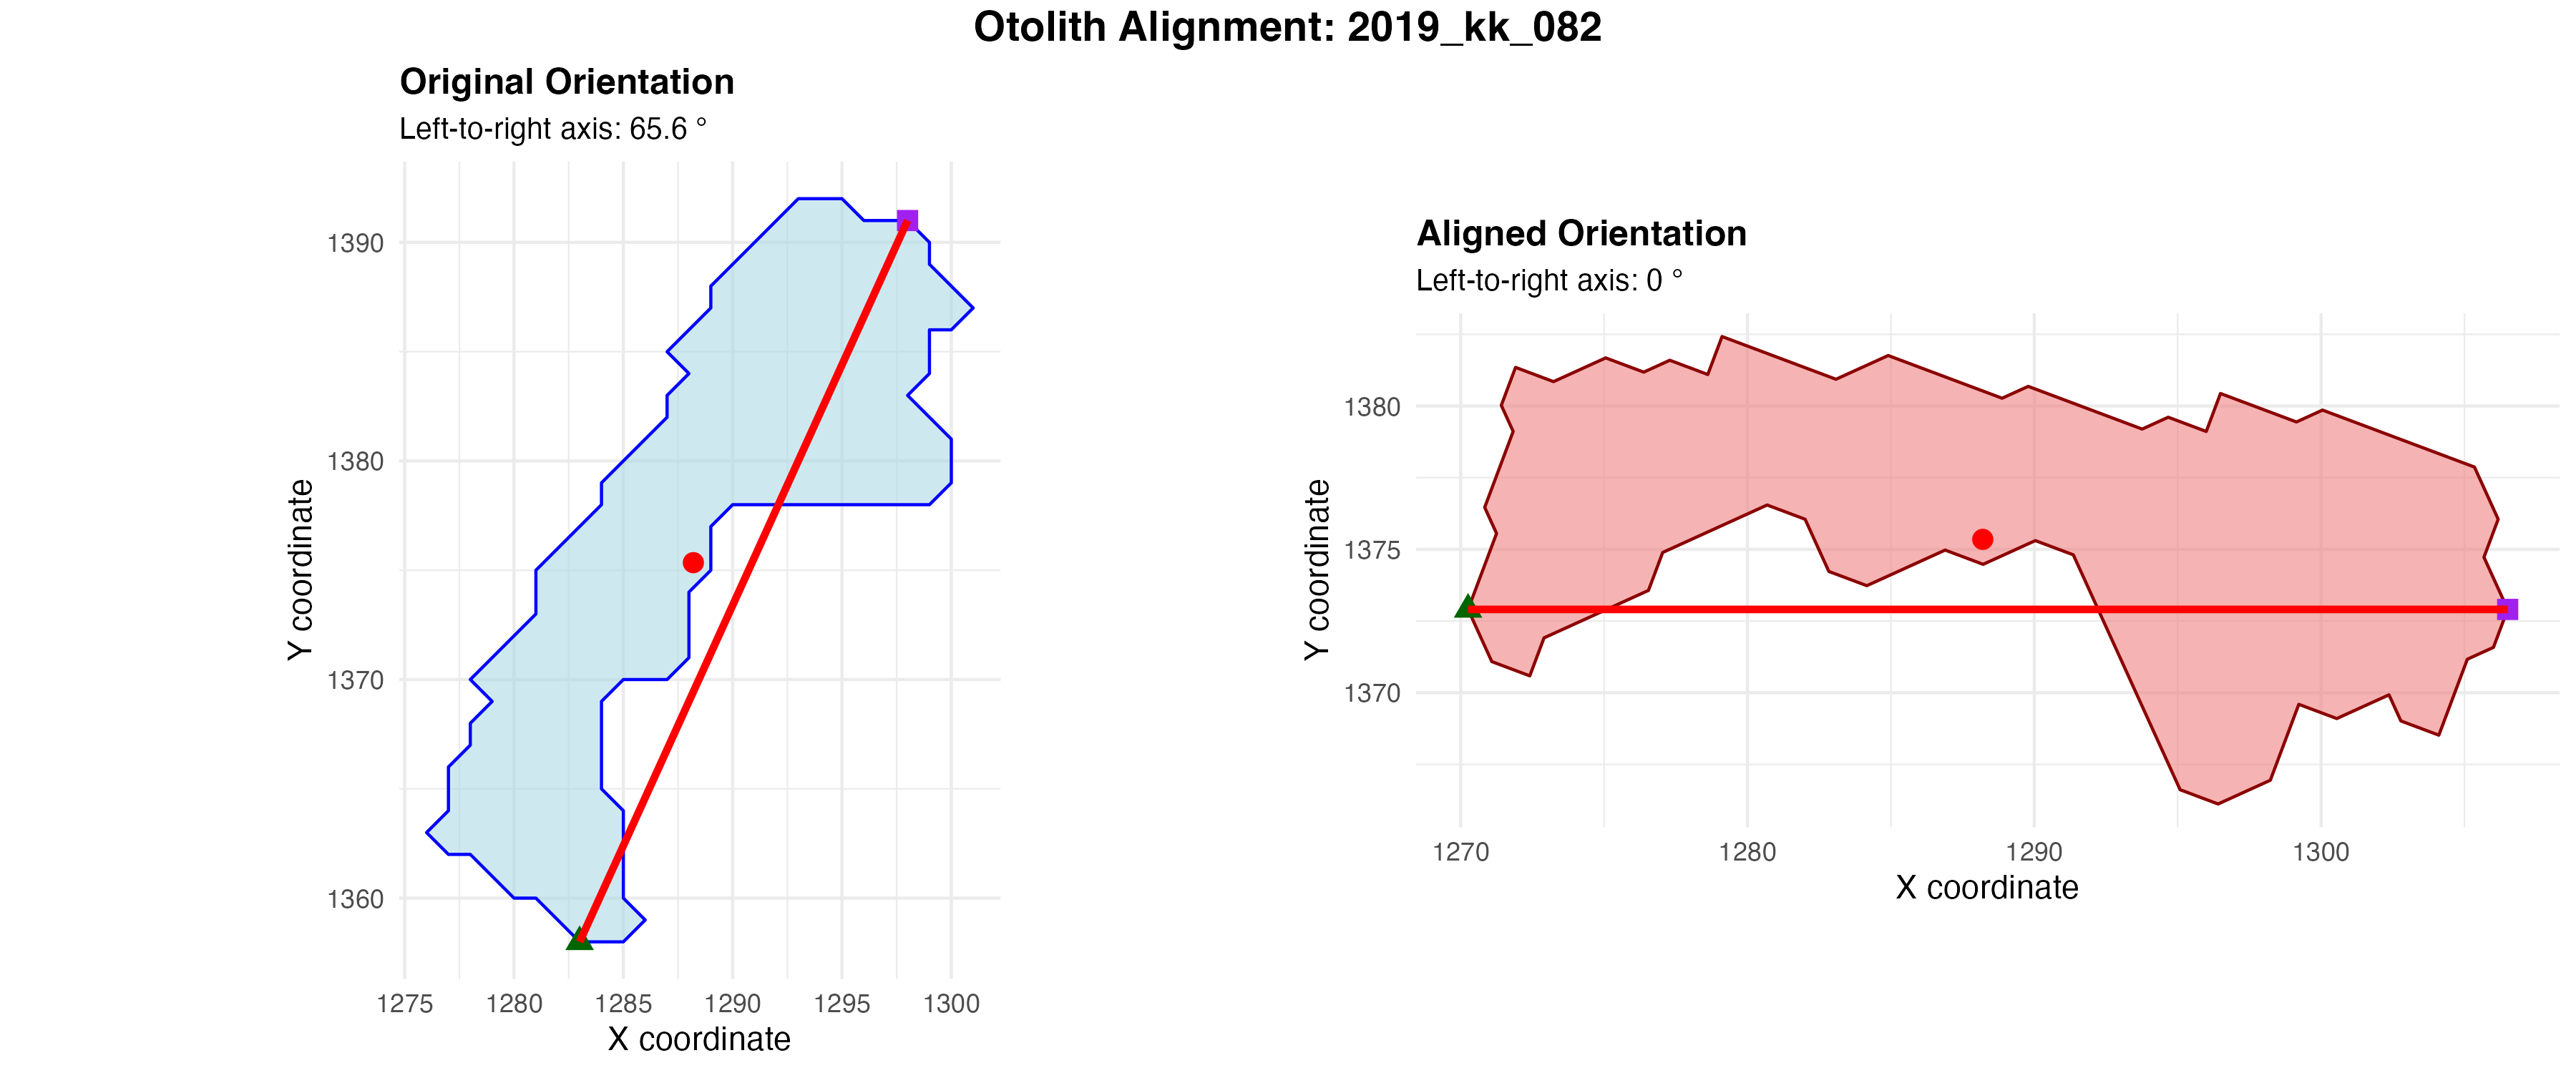 Otolith Alignment: 2019_kk_082
Original Orientation
Left-to-right axis: 65.6 °
1390
1380
1370
1360
Y coordinate
1275 1280 1285 1290 1295 1300
X coordinate
Aligned Orientation
Left-to-right axis: 0 °
1380
1375
1370
Y coordinate
1270 1280 1290 1300
X coordinate